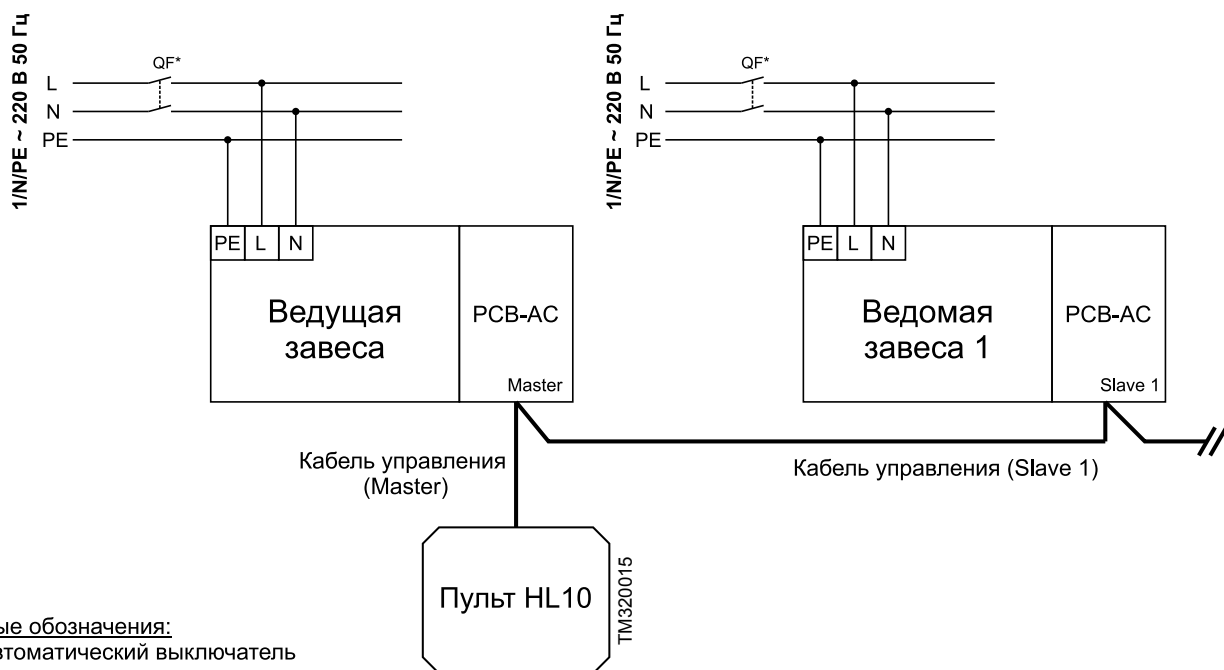 1/N/PE ~ 220 В 50 Гц
QF*
L
N
PE
PE L N
Ведущая
завеса
PCB-AC
Master
1/N/PE ~ 220 В 50 Гц
QF*
L
N
PE
PE L N
Ведомая
завеса 1
PCB-AC
Slave 1
Кабель управления
(Master)
Кабель управления (Slave 1)
Пульт HL10
TM320015
ые обозначения:
втоматический выключатель